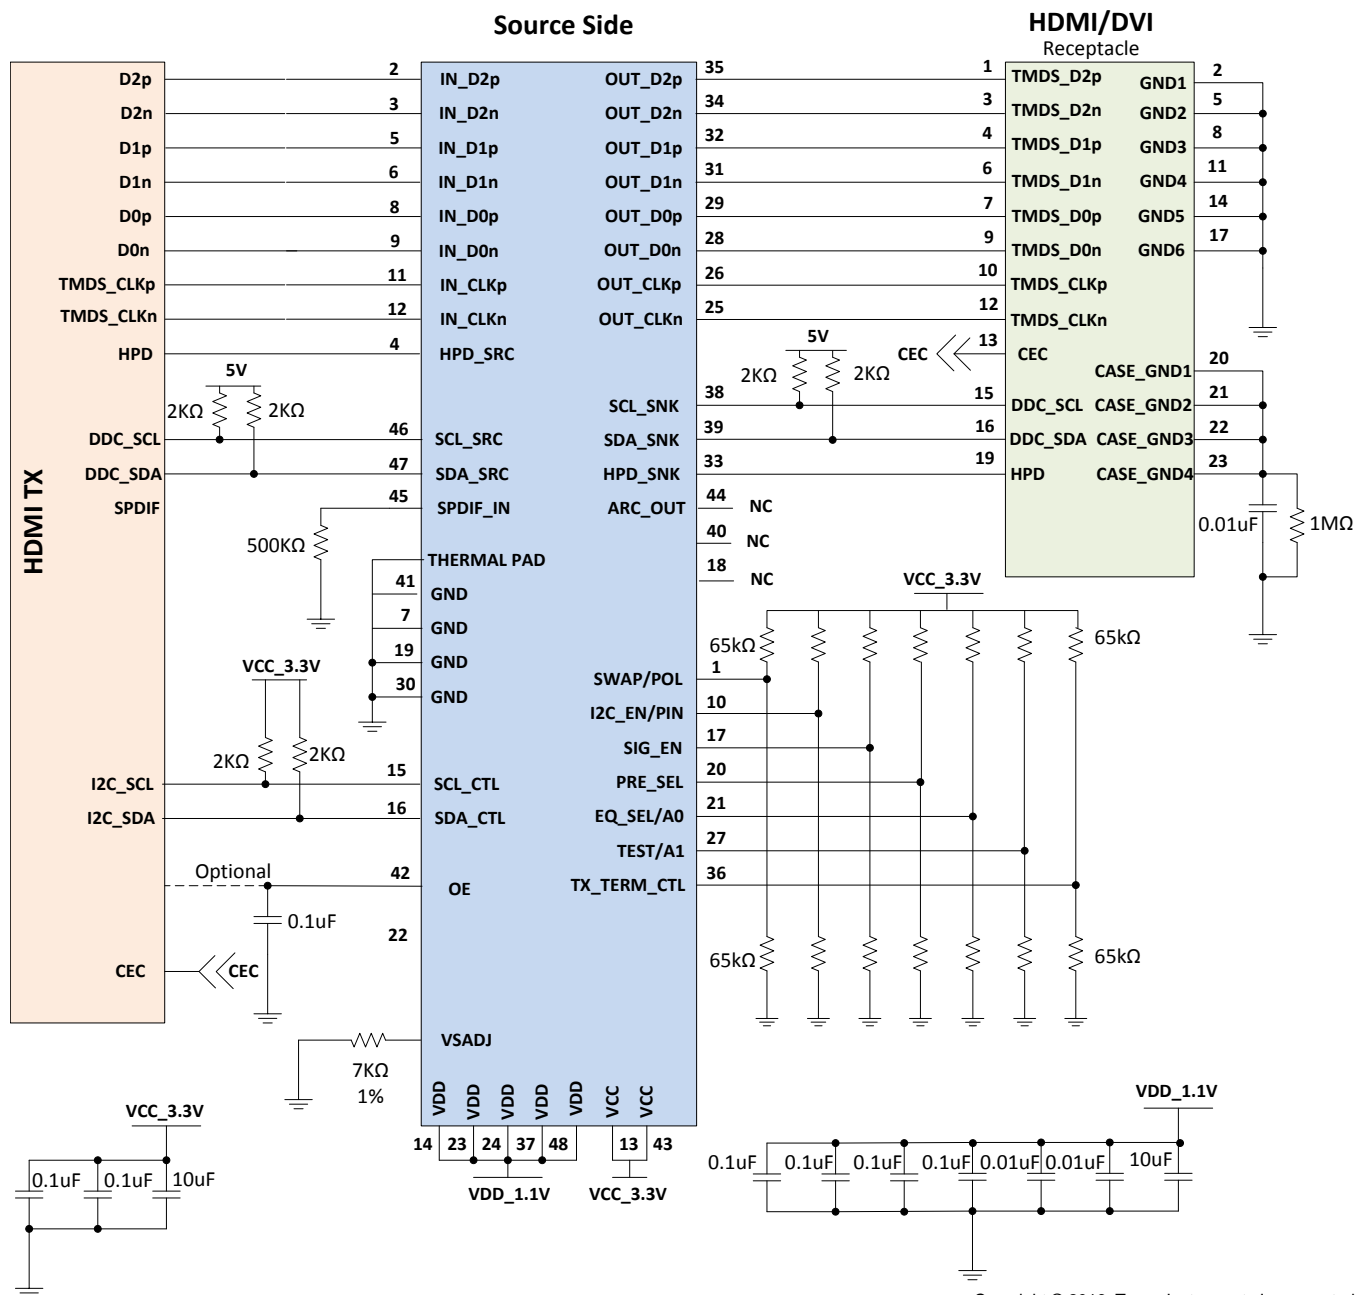 Source Side
HDMI/DVI
Receptacle
HDMI TX
D2p 2 IN_D2p OUT_D2p 35 1 TMDS_D2p GND1 2
D2n 3 IN_D2n OUT_D2n 34 3 TMDS_D2n GND2 5
D1p 5 IN_D1p OUT_D1p 32 4 TMDS_D1p GND3 8
D1n 6 IN_D1n OUT_D1n 31 6 TMDS_D1n GND4 11
D0p 8 IN_D0p OUT_D0p 29 7 TMDS_D0p GND5 14
D0n 9 IN_D0n OUT_D0n 28 9 TMDS_D0n GND6 17
TMDS_CLKp 11 IN_CLKp OUT_CLKp 26 10 TMDS_CLKp
TMDS_CLKn 12 IN_CLKn OUT_CLKn 25 12 TMDS_CLKn
HPD 4 HPD_SRC 5V CEC 13 CEC
5V 2KΩ 2KΩ CASE_GND1 20
2KΩ 2KΩ SCL_SNK 38 15 DDC_SCL CASE_GND2 21
DDC_SCL 46 SCL_SRC SDA_SNK 39 16 DDC_SDA CASE_GND3 22
DDC_SDA 47 SDA_SRC HPD_SNK 33 19 HPD CASE_GND4 23
SPDIF 45 SPDIF_IN ARC_OUT 44 NC
0.01uF 1MΩ
500KΩ 40 NC
THERMAL PAD 18 NC
41 GND VCC_3.3V
7 GND
65kΩ 65kΩ
19 GND
VCC_3.3V
30 GND SWAP/POL 1
I2C_EN/PIN 10
2KΩ 2KΩ SIG_EN 17
I2C_SCL 15 SCL_CTL PRE_SEL 20
I2C_SDA 16 SDA_CTL EQ_SEL/A0 21
TEST/A1 27
Optional 42 OE TX_TERM_CTL 36
0.1uF 22
65kΩ 65kΩ
CEC CEC
VSADJ
7KΩ
1%
VDD VDD VDD VDD VDD VCC VCC
14 23 24 37 48 13 43
VDD_1.1V VCC_3.3V
VCC_3.3V
0.1uF 0.1uF 10uF
VDD_1.1V
0.1uF 0.1uF 0.1uF 0.1uF 0.01uF 0.01uF 10uF